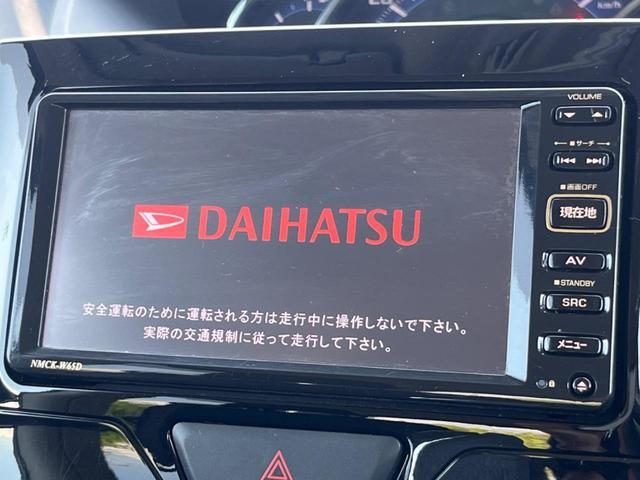 km/h
VOLUME
サーチ
画面OFF
現在地
AV
STANDBY
SRC
メニュー
DAIHATSU
安全運転のために運転される方は走行中に操作しないで下さい。
実際の交通規制に従って走行して下さい。
NMCK-W65D